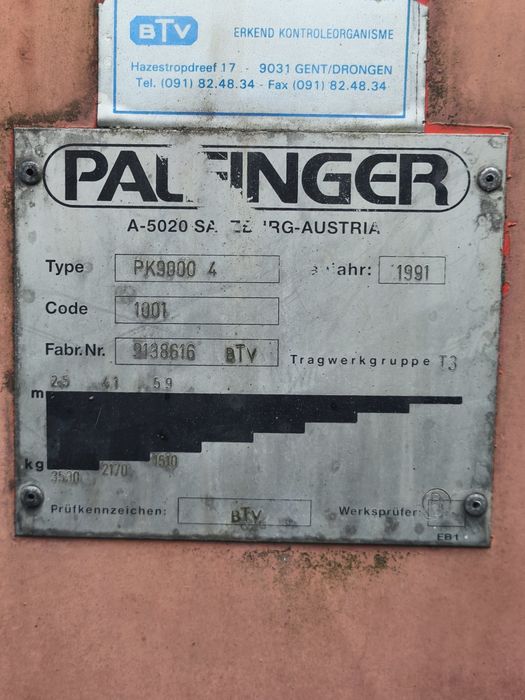 BTV ERKEND KONTROLEORGANISME
Hazestropdreef 17 - 9031 GENT/DRONGEN
Tel. (091) 82.48.34 - Fax (091) 82.48.34
PALFINGER
A-5020 SALZBURG-AUSTRIA
Type PK9000 4 jahr: 1991
Code 1001
Fabr.Nr. 9138616 BTV Tragwerkgruppe T3
m 2.5 4.1 5.9
kg 3530 2170 1510
Prüfkennzeichen: BTV Werksprüfer:
EB1